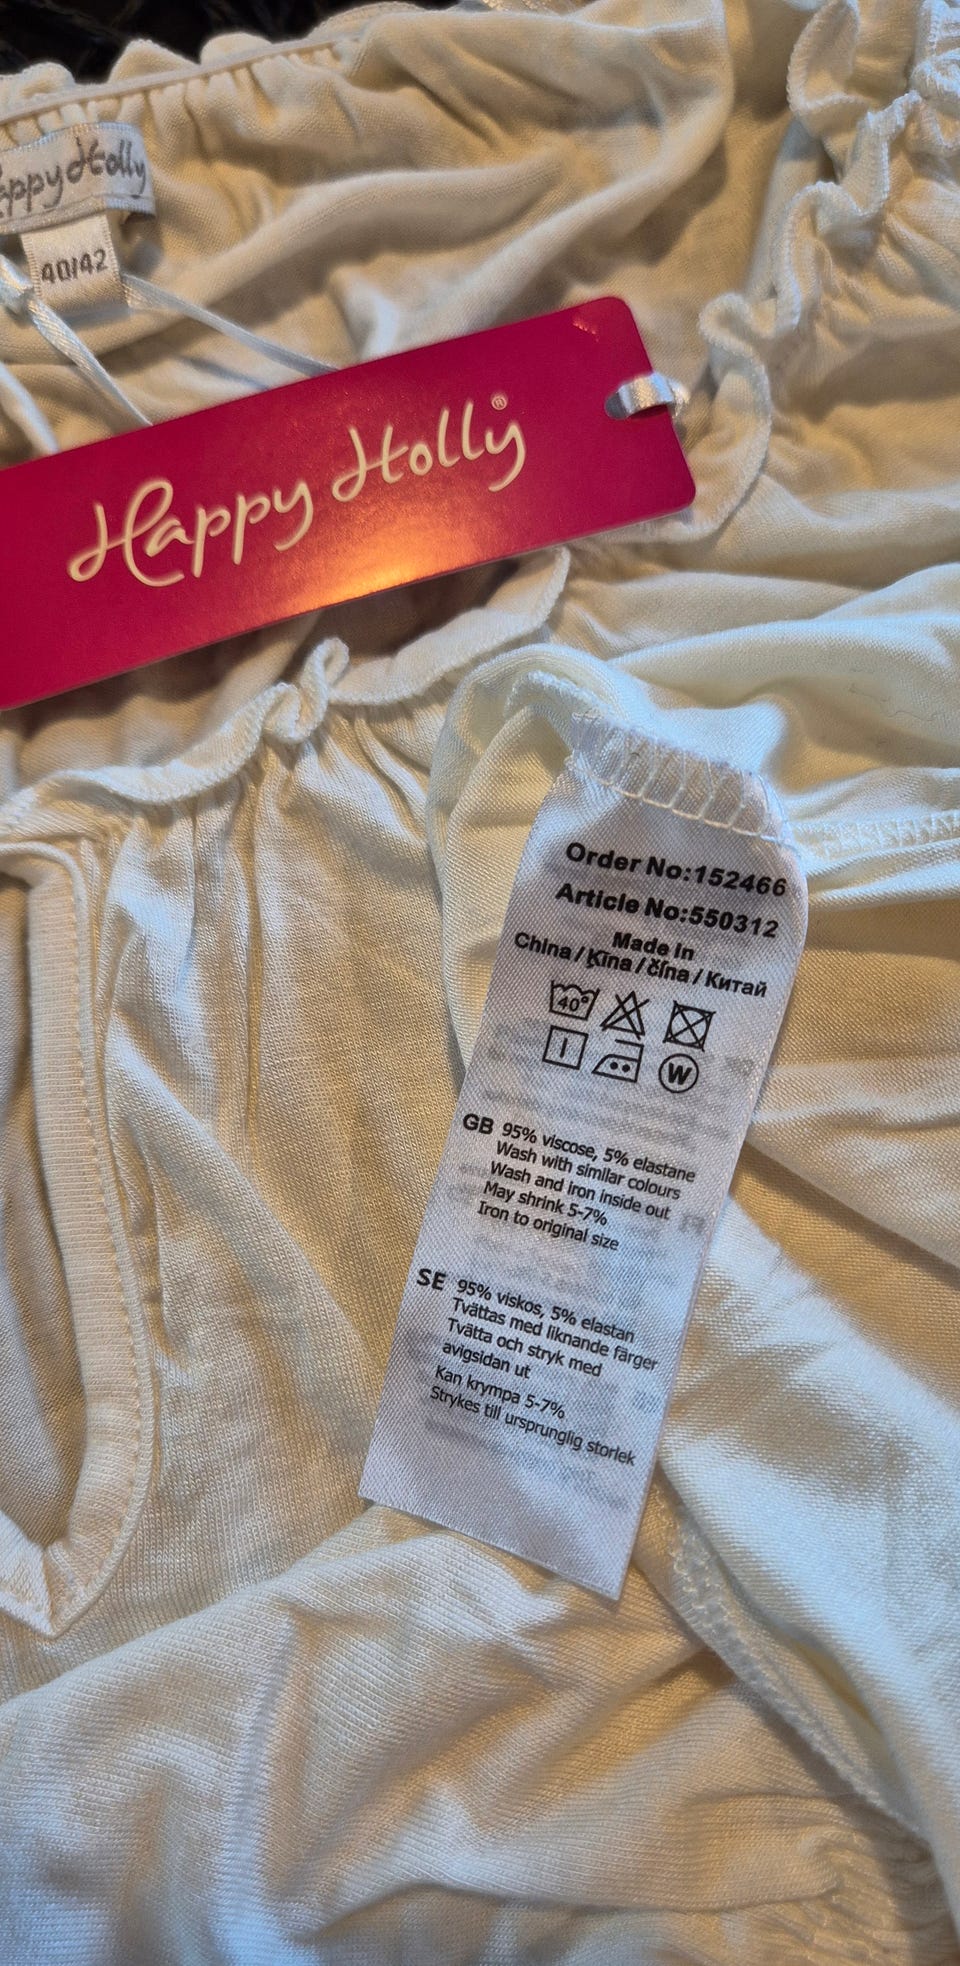 Happy Holly
40/42
Happy Holly®
Order No:152466
Article No:550312
Made In
China / Ķīna / čína / Китай
40°
W
GB 95% viscose, 5% elastane
Wash with similar colours
Wash and iron inside out
May shrink 5-7%
Iron to original size
SE 95% viskos, 5% elastan
Tvättas med liknande färger
Tvätta och stryk med
avigsidan ut
Kan krympa 5-7%
Strykes till ursprunglig storlek